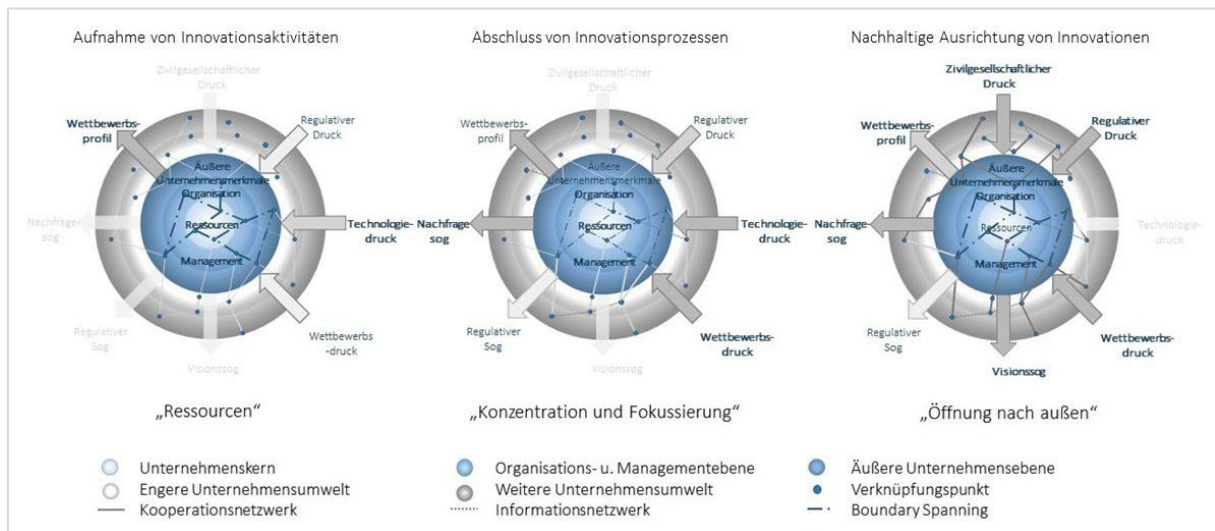 Aufnahme von Innovationsaktivitäten
Zivilgesellschaftlicher
Druck
Wettbewerbs-
profil
Regulativer
Druck
Äußere
Unternehmensmerkmale
Organisation
Nachfrage-
sog
Ressourcen
Technologie-
druck
Management
Regulativer
Sog
Visionssog
Wettbewerbs
-druck
„Ressourcen“
Abschluss von Innovationsprozessen
Zivilgesellschaftlicher
Druck
Wettbewerbs-
profil
Regulativer
Druck
Äußere
Unternehmensmerkmale
Organisation
Nachfrage-
sog
Ressourcen
Technologie-
druck
Management
Regulativer
Sog
Visionssog
Wettbewerbs-
druck
„Konzentration und Fokussierung“
Nachhaltige Ausrichtung von Innovationen
Zivilgesellschaftlicher
Druck
Wettbewerbs-
profil
Regulativer
Druck
Äußere
Unternehmensmerkmale
Organisation
Nachfrage-
sog
Ressourcen
Technologie-
druck
Management
Regulativer
Sog
Visionssog
Wettbewerbs-
druck
„Öffnung nach außen“
Unternehmenskern
Organisations- u. Managementebene
Äußere Unternehmensebene
Engere Unternehmensumwelt
Weitere Unternehmensumwelt
Verknüpfungspunkt
Kooperationsnetzwerk
Informationsnetzwerk
Boundary Spanning